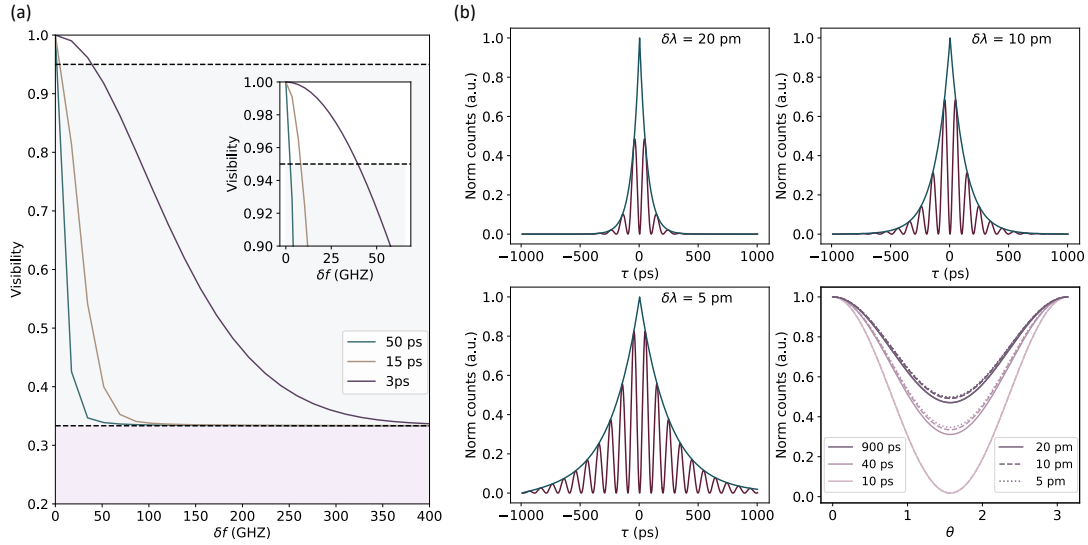 (a)
1.0
0.9
0.8
0.7
0.6
0.5
0.4
0.3
0.2
Visibility
0
50
100
150
200
250
300
350
400
δf (GHZ)
1.00
0.98
0.96
0.94
0.92
0.90
Visibility
0
25
50
δf (GHZ)
50 ps
15 ps
3ps
(b)
δλ = 20 pm
1.0
0.8
0.6
0.4
0.2
0.0
Norm counts (a.u.)
−1000
−500
0
500
1000
τ (ps)
δλ = 10 pm
1.0
0.8
0.6
0.4
0.2
0.0
Norm counts (a.u.)
−1000
−500
0
500
1000
τ (ps)
δλ = 5 pm
1.0
0.8
0.6
0.4
0.2
0.0
Norm counts (a.u.)
−1000
−500
0
500
1000
τ (ps)
1.0
0.8
0.6
0.4
0.2
0.0
Norm counts (a.u.)
900 ps
40 ps
10 ps
20 pm
10 pm
5 pm
0
1
2
3
θ